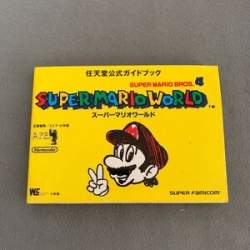 任天堂公式ガイドブック
SUPER MARIO BROS. 4
SUPER MARIO WORLD
TM
スーパーマリオワールド
Nintendo
SUPER FAMICOM